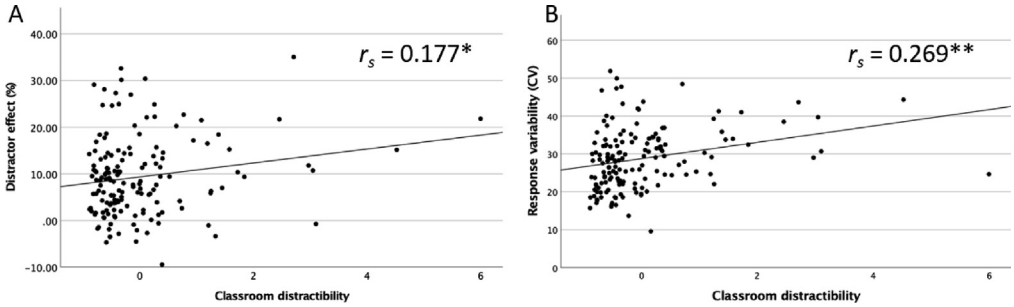 A
Distractor effect (%)
40.00
30.00
20.00
10.00
.00
-10.00
rs = 0.177*
0
2
4
6
Classroom distractibility
B
Response variability (CV)
60
50
40
30
20
10
0
rs = 0.269**
0
2
4
6
Classroom distractibility